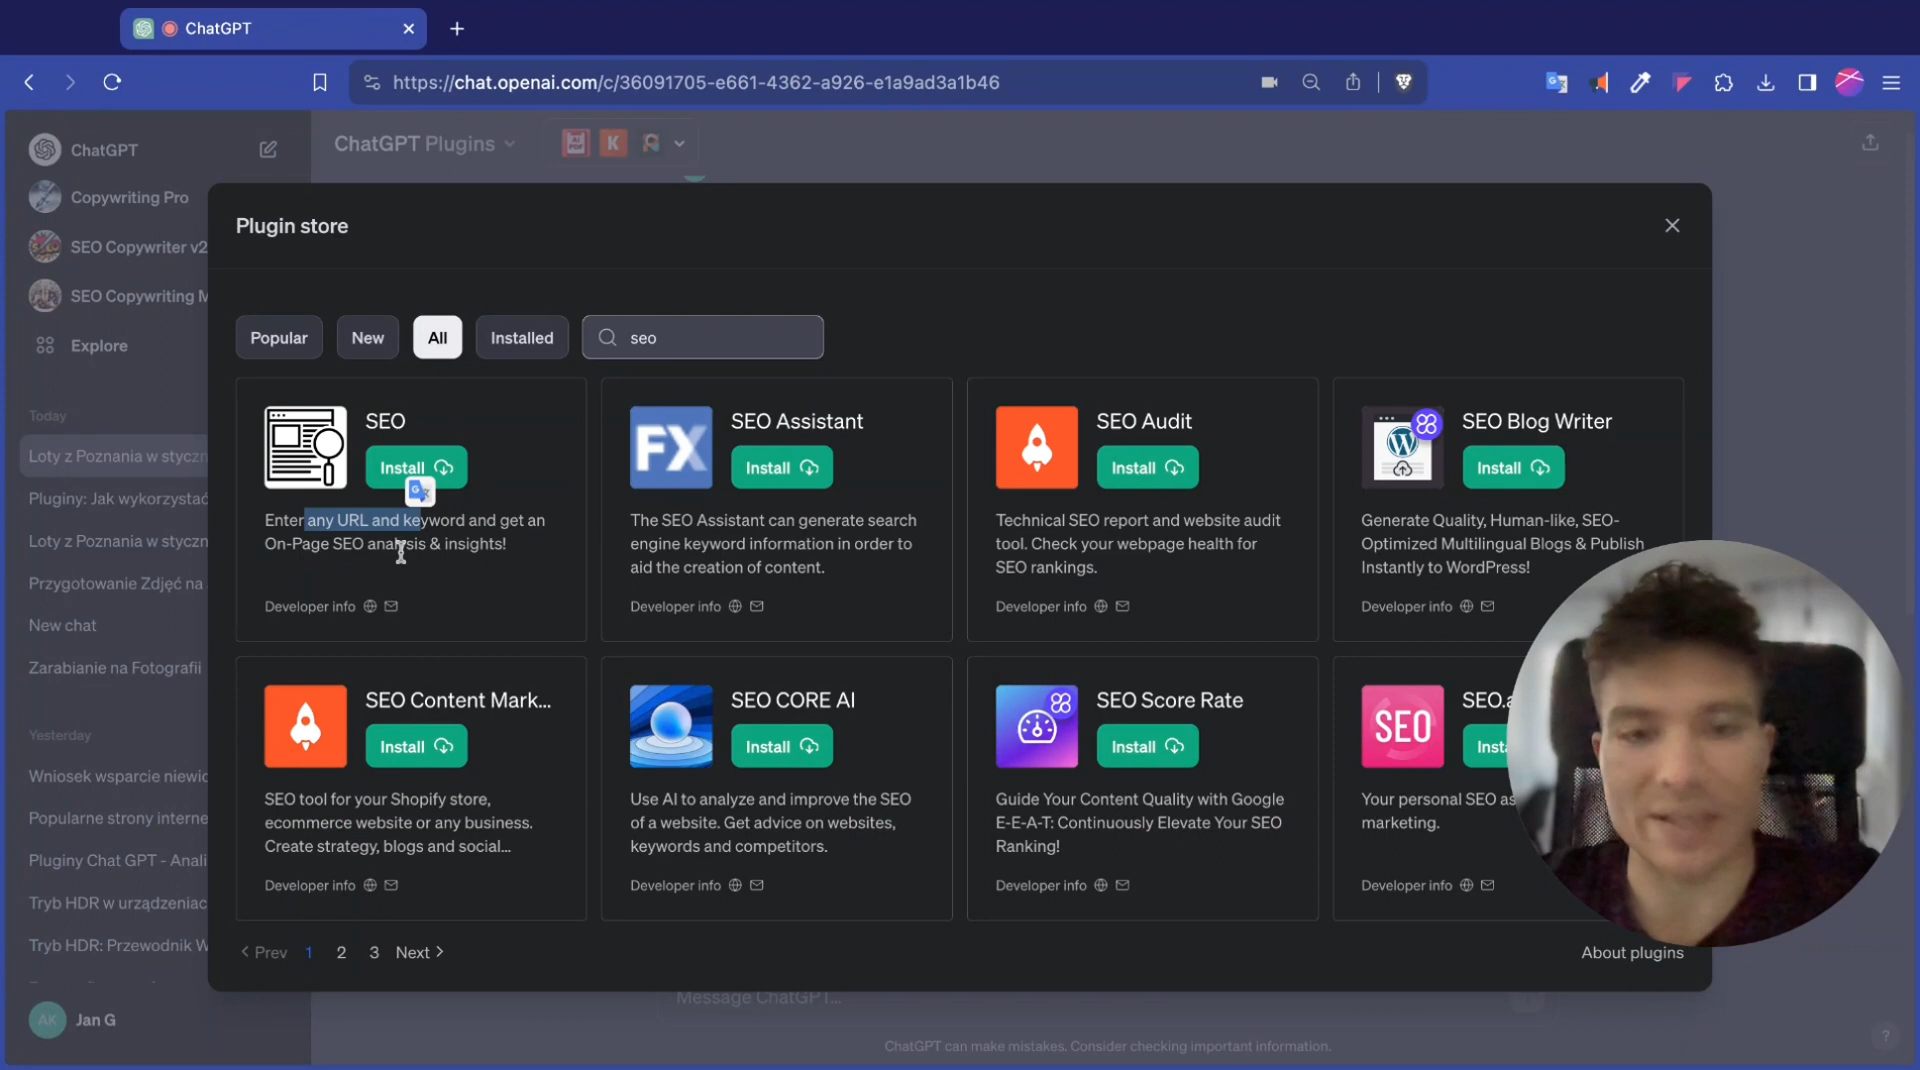 ChatGPT
https://chat.openai.com/c/36091705-e661-4362-a926-e1a9ad3a1b46
ChatGPT
Copywriting Pro
SEO Copywriter v2
SEO Copywriting M
Explore
Today
Loty z Poznania w stycz
Pluginy: Jak wykorzystać
Loty z Poznania w styczn
Przygotowanie Zdjęć na
New chat
Zarabianie na Fotografii
Yesterday
Wniosek wsparcie niewid
Popularne strony interne
Pluginy Chat GPT - Anali
Tryb HDR w urządzeniac
Tryb HDR: Przewodnik W
AK
Jan G
ChatGPT Plugins
K
Plugin store
Popular
New
All
Installed
seo
SEO
Install
Enter any URL and keyword and get an
On-Page SEO analysis & insights!
Developer info
FX
SEO Assistant
Install
The SEO Assistant can generate search
engine keyword information in order to
aid the creation of content.
Developer info
SEO Audit
Install
Technical SEO report and website audit
tool. Check your webpage health for
SEO rankings.
Developer info
SEO Blog Writer
Install
Generate Quality, Human-like, SEO-
Optimized Multilingual Blogs & Publish
Instantly to WordPress!
Developer info
SEO Content Mark...
Install
SEO tool for your Shopify store,
ecommerce website or any business.
Create strategy, blogs and social...
Developer info
SEO CORE AI
Install
Use AI to analyze and improve the SEO
of a website. Get advice on websites,
keywords and competitors.
Developer info
SEO Score Rate
Install
Guide Your Content Quality with Google
E-E-A-T: Continuously Elevate Your SEO
Ranking!
Developer info
SEO
SEO.
Insta
Your personal SEO as
marketing.
Developer info
Prev 1 2 3 Next
About plugins
Message ChatGPT...
ChatGPT can make mistakes. Consider checking important information.
?